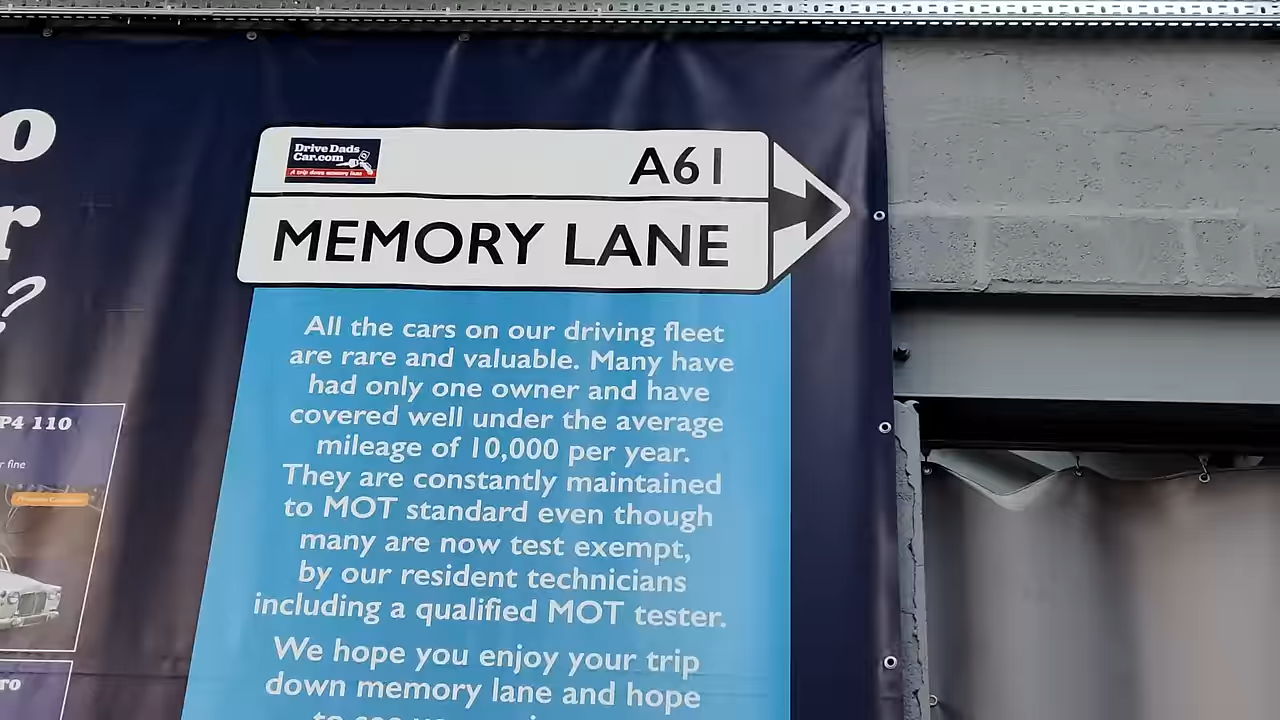 o
r
?
Drive Dads
Car.com
A trip down memory lane
A61
MEMORY LANE
All the cars on our driving fleet
are rare and valuable. Many have
had only one owner and have
covered well under the average
mileage of 10,000 per year.
They are constantly maintained
to MOT standard even though
many are now test exempt,
by our resident technicians
including a qualified MOT tester.
We hope you enjoy your trip
down memory lane and hope
P4 110
r fine
ro